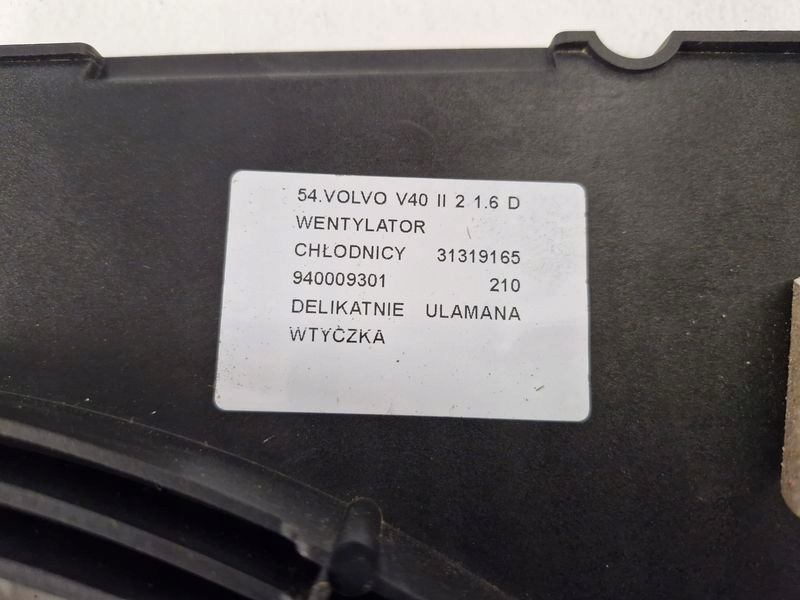 54.VOLVO V40 II 2 1.6 D
WENTYLATOR
CHŁODNICY 31319165
940009301 210
DELIKATNIE ULAMANA
WTYCZKA